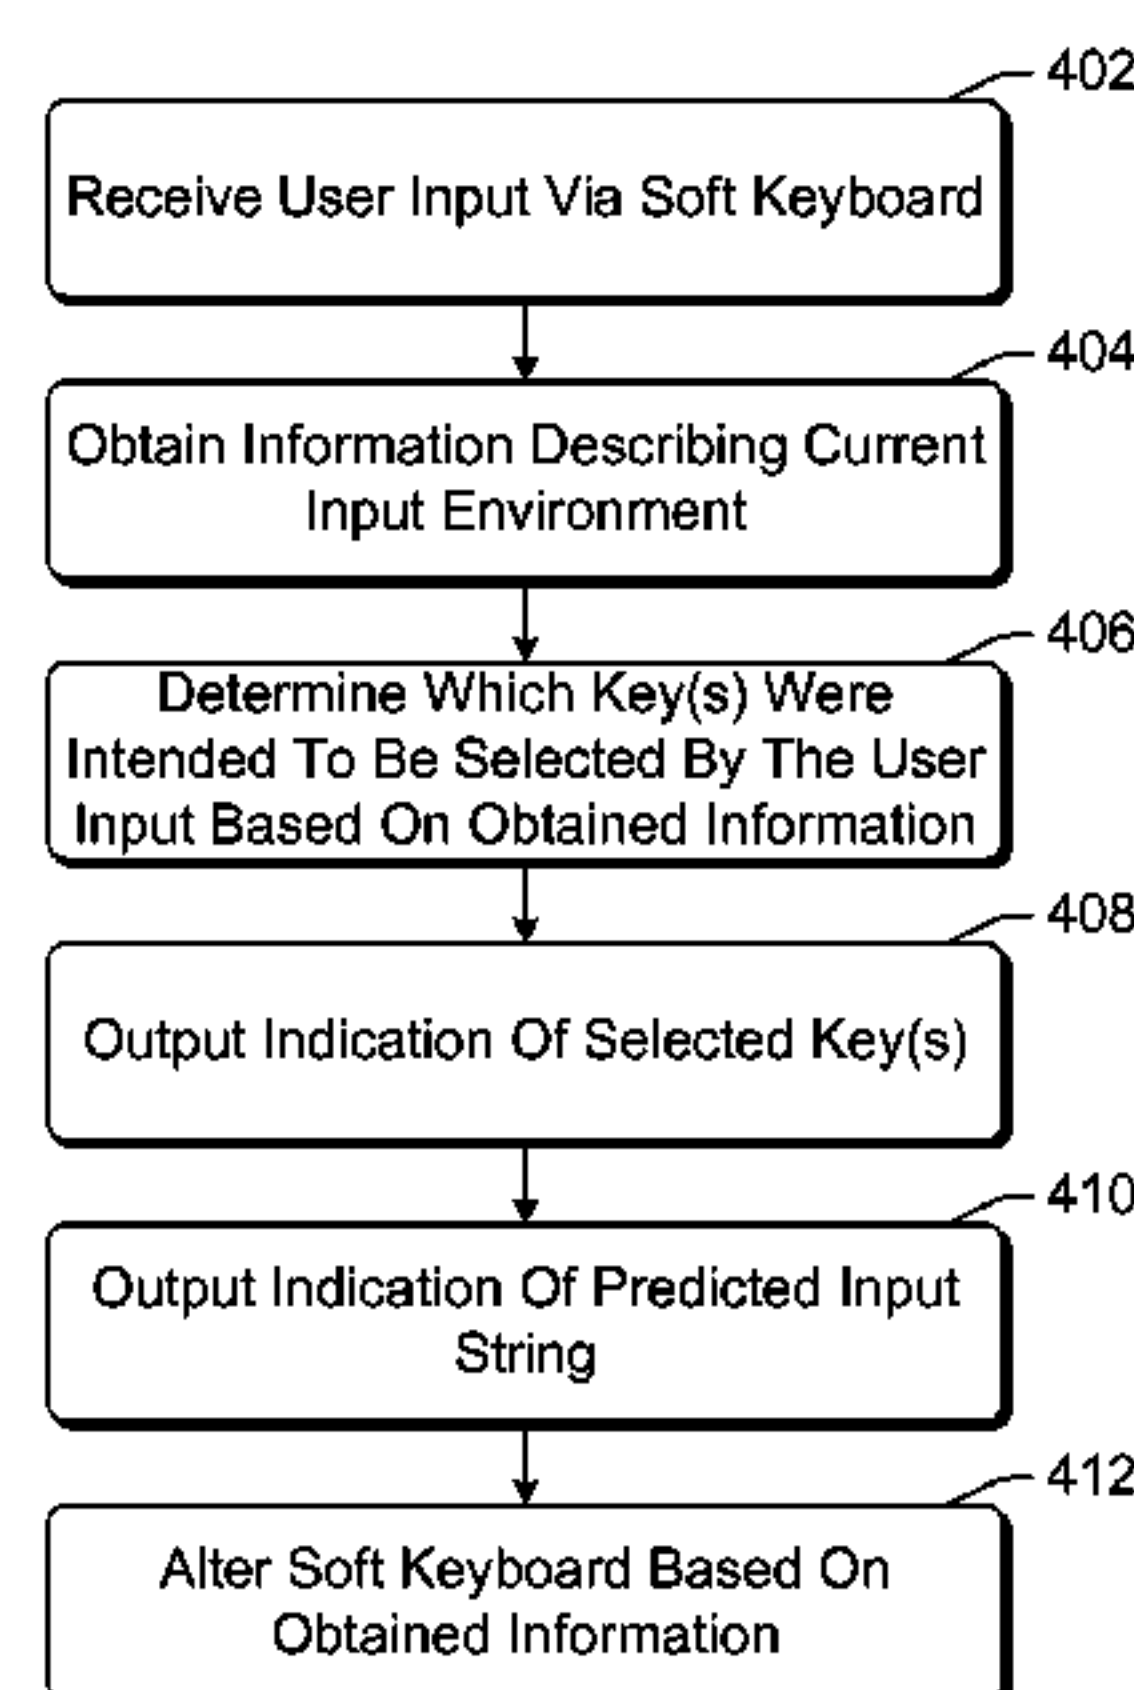 402
Receive User Input Via Soft Keyboard
404
Obtain Information Describing Current
Input Environment
406
Determine Which Key(s) Were
Intended To Be Selected By The User
Input Based On Obtained Information
408
Output Indication Of Selected Key(s)
410
Output Indication Of Predicted Input
String
412
Alter Soft Keyboard Based On
Obtained Information